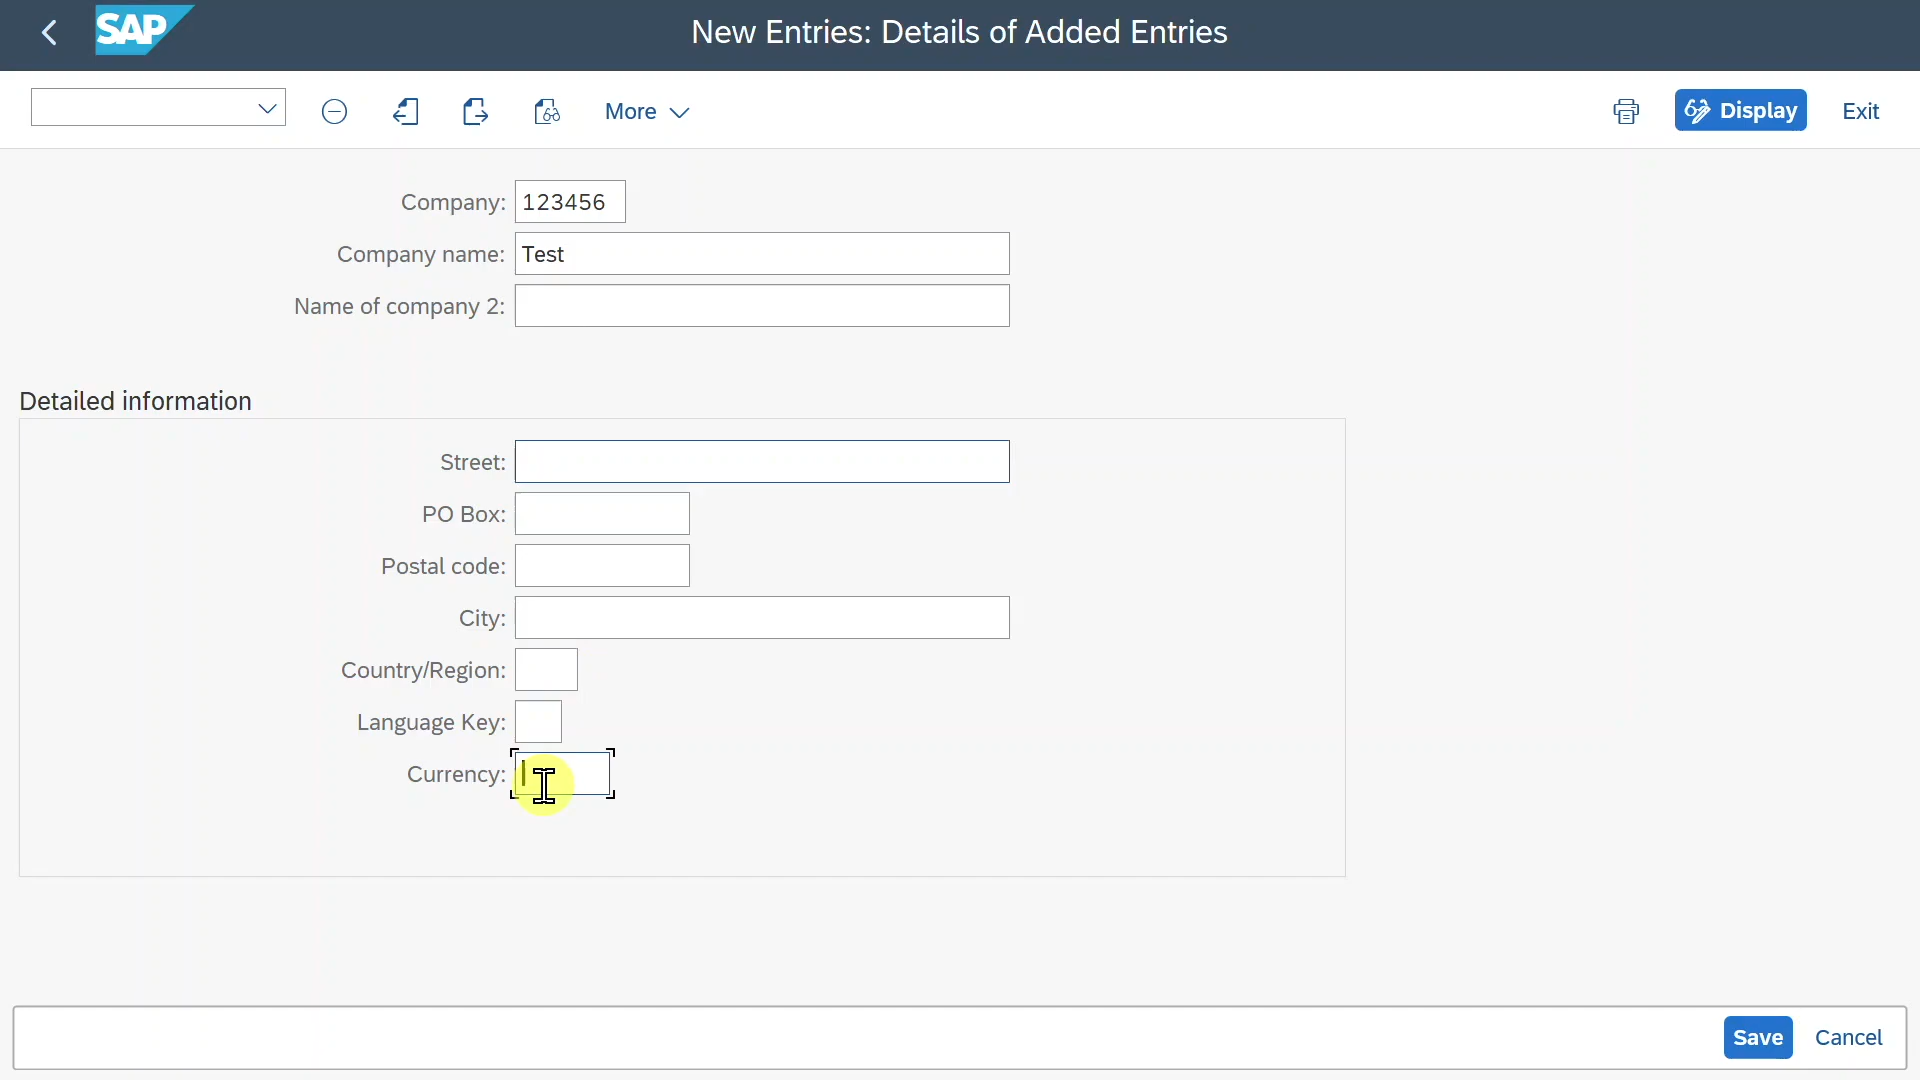 SAP
New Entries: Details of Added Entries
More
Display
Exit
Company: 123456
Company name: Test
Name of company 2:
Detailed information
Street:
PO Box:
Postal code:
City:
Country/Region:
Language Key:
Currency:
Save
Cancel